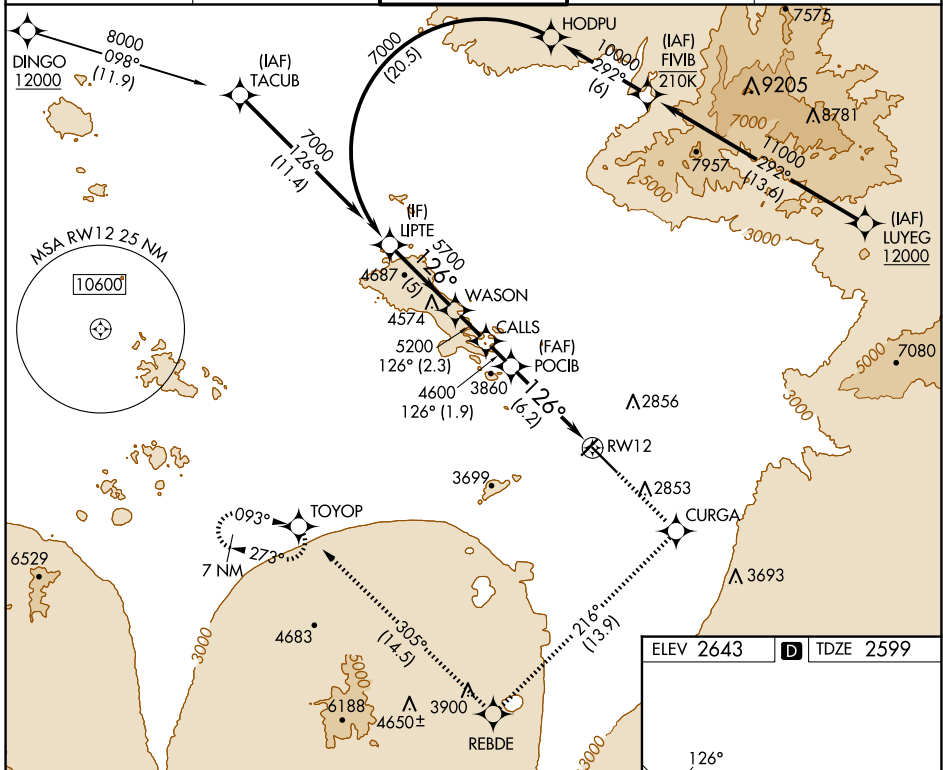 7575
HODPU
8000
098°
(11.9)
DINGO
12000
(IAF)
TACUB
7000
(20.5)
10000
292°
(6)
(IAF)
FIVIB
210K
9205
8781
7000
7957
11000
292°
(13.6)
5000
3000
(IAF)
LUYEG
12000
7000
126°
(11.4)
(IF)
LIPTE
5700
126°
(5)
4687
4574
WASON
CALLS
5200
126° (2.3)
(FAF)
POCIB
4600
126° (1.9)
3860
126°
(6.2)
MSA RW12 25 NM
10600
2856
5000
7080
3000
RW12
2853
3699
CURGA
TOYOP
093°
273°
7 NM
6529
3693
3000
4683
305°
(14.5)
216°
(13.9)
5000
6188
4650±
3900
REBDE
3000
ELEV 2643
D
TDZE 2599
126°